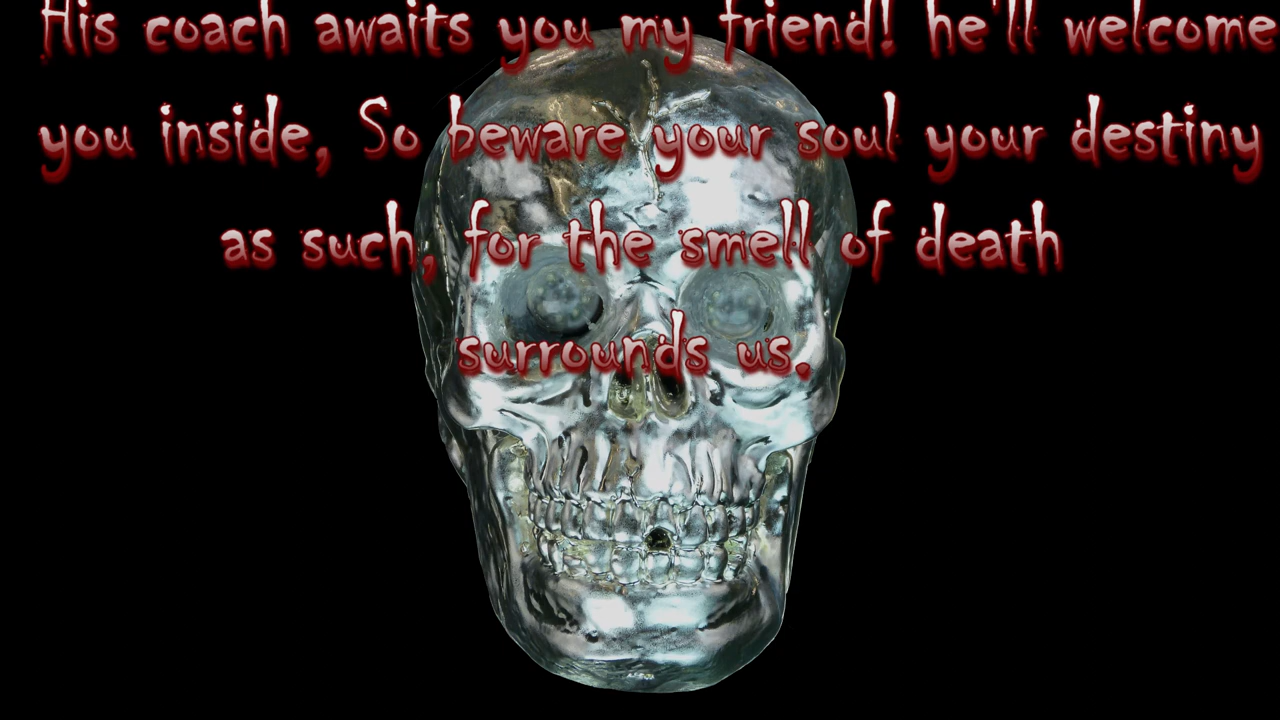 His coach awaits you my friend! he'll welcome
you inside, So beware your soul your destiny
as such, for the smell of death
surrounds us.